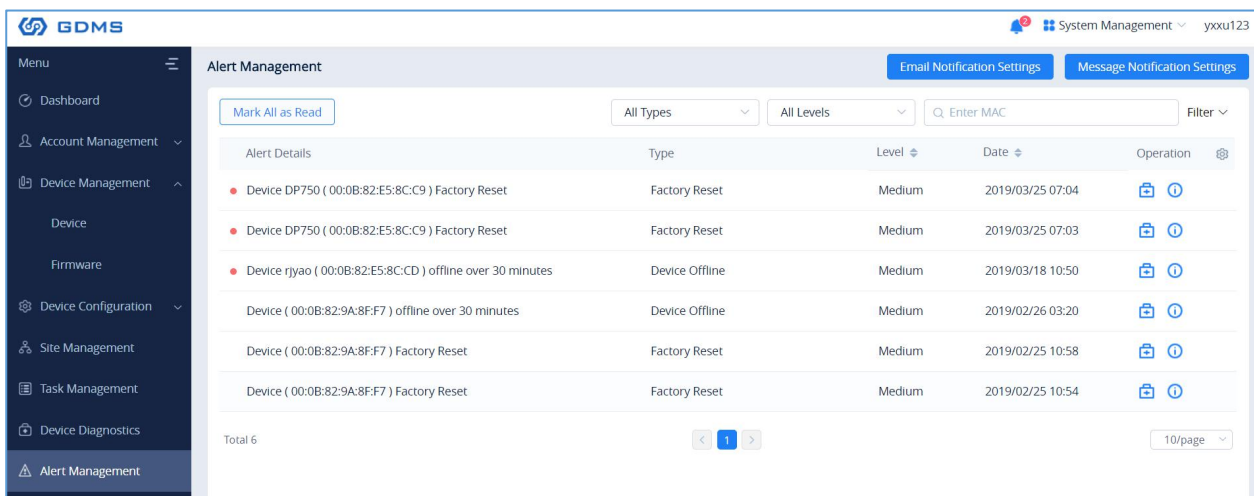 GDMS
2
System Management
yxxu123
Menu
Alert Management
Email Notification Settings
Message Notification Settings
Dashboard
Account Management
Device Management
Device
Firmware
Device Configuration
Site Management
Task Management
Device Diagnostics
Alert Management
Mark All as Read
All Types
All Levels
Enter MAC
Filter
Alert Details Type Level Date Operation
Device DP750 ( 00:0B:82:E5:8C:C9 ) Factory Reset Factory Reset Medium 2019/03/25 07:04
Device DP750 ( 00:0B:82:E5:8C:C9 ) Factory Reset Factory Reset Medium 2019/03/25 07:03
Device rjyao ( 00:0B:82:E5:8C:CD ) offline over 30 minutes Device Offline Medium 2019/03/18 10:50
Device ( 00:0B:82:9A:8F:F7 ) offline over 30 minutes Device Offline Medium 2019/02/26 03:20
Device ( 00:0B:82:9A:8F:F7 ) Factory Reset Factory Reset Medium 2019/02/25 10:58
Device ( 00:0B:82:9A:8F:F7 ) Factory Reset Factory Reset Medium 2019/02/25 10:54
Total 6
1
10/page